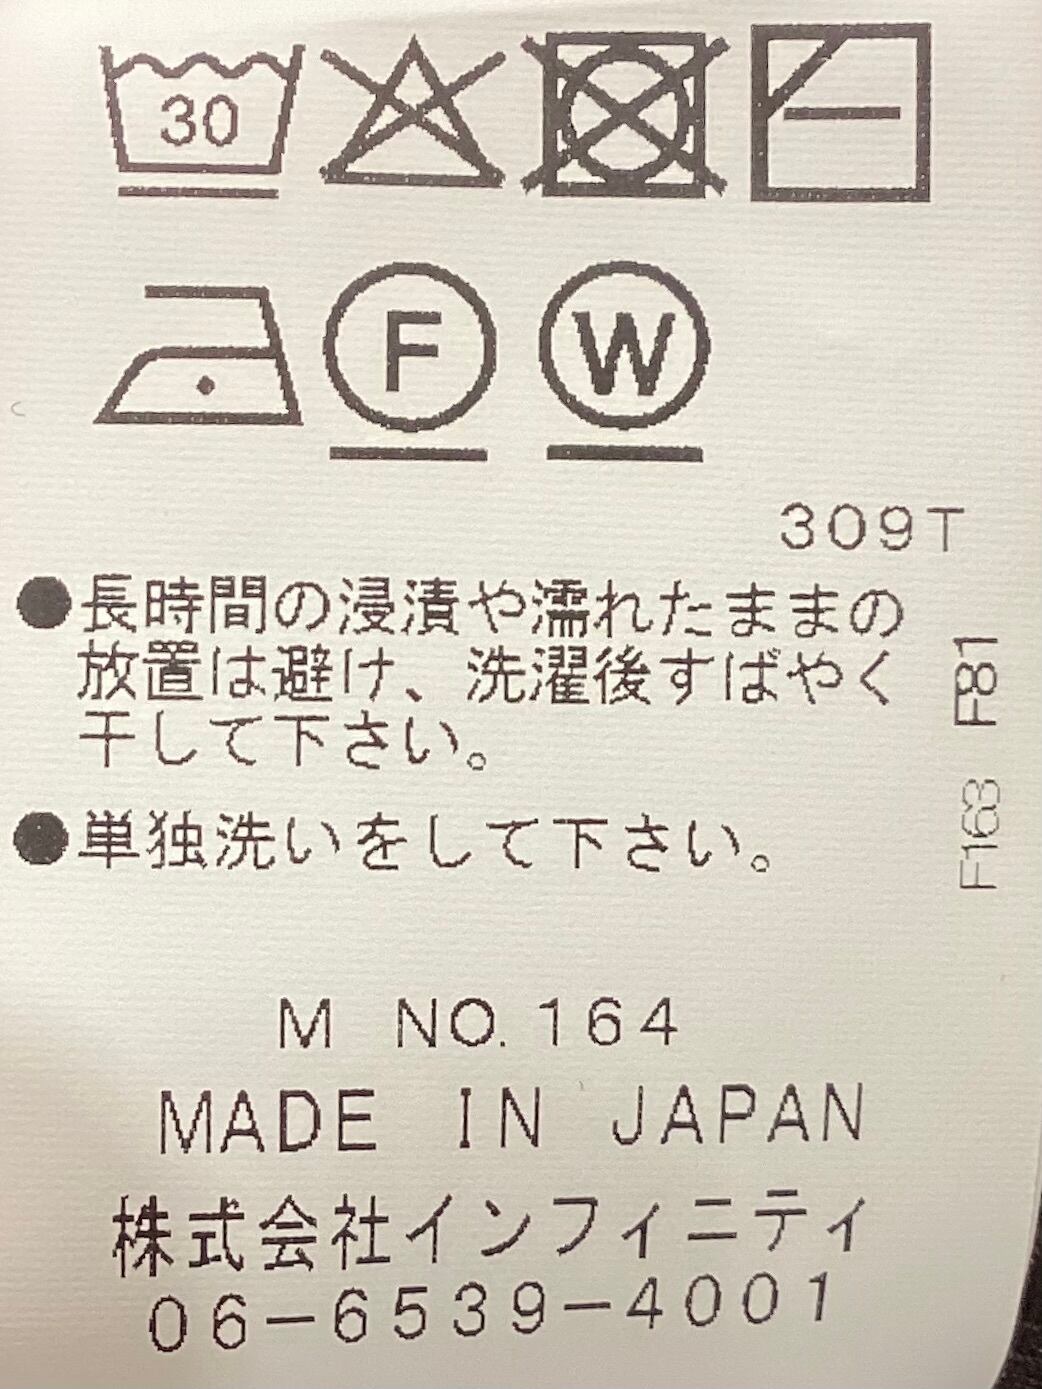 30
F W
309T
●長時間の浸漬や濡れたままの
放置は避け、洗濯後すばやく
干して下さい。
●単独洗いをして下さい。
F163 F81
M NO.164
MADE IN JAPAN
株式会社インフィニティ
06-6539-4001